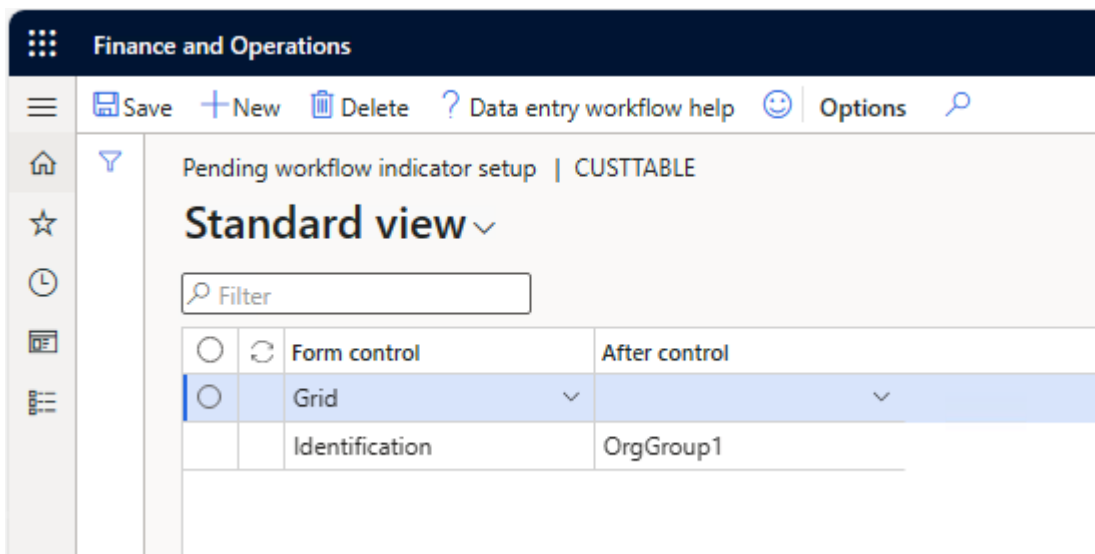 Finance and Operations
Save New Delete ? Data entry workflow help Options
Pending workflow indicator setup | CUSTTABLE
Standard view
Filter
Form control After control
Grid
Identification OrgGroup1